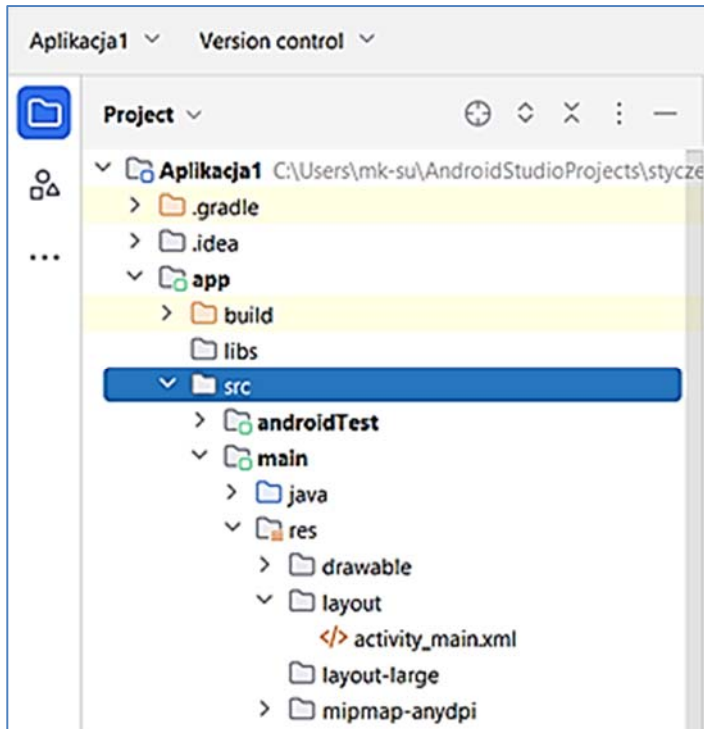 Aplikacja1 Version control
Project
Aplikacja1 C:\Users\mk-su\AndroidStudioProjects\stycze
.gradle
.idea
app
build
libs
src
androidTest
main
java
res
drawable
layout
activity_main.xml
layout-large
mipmap-anydpi